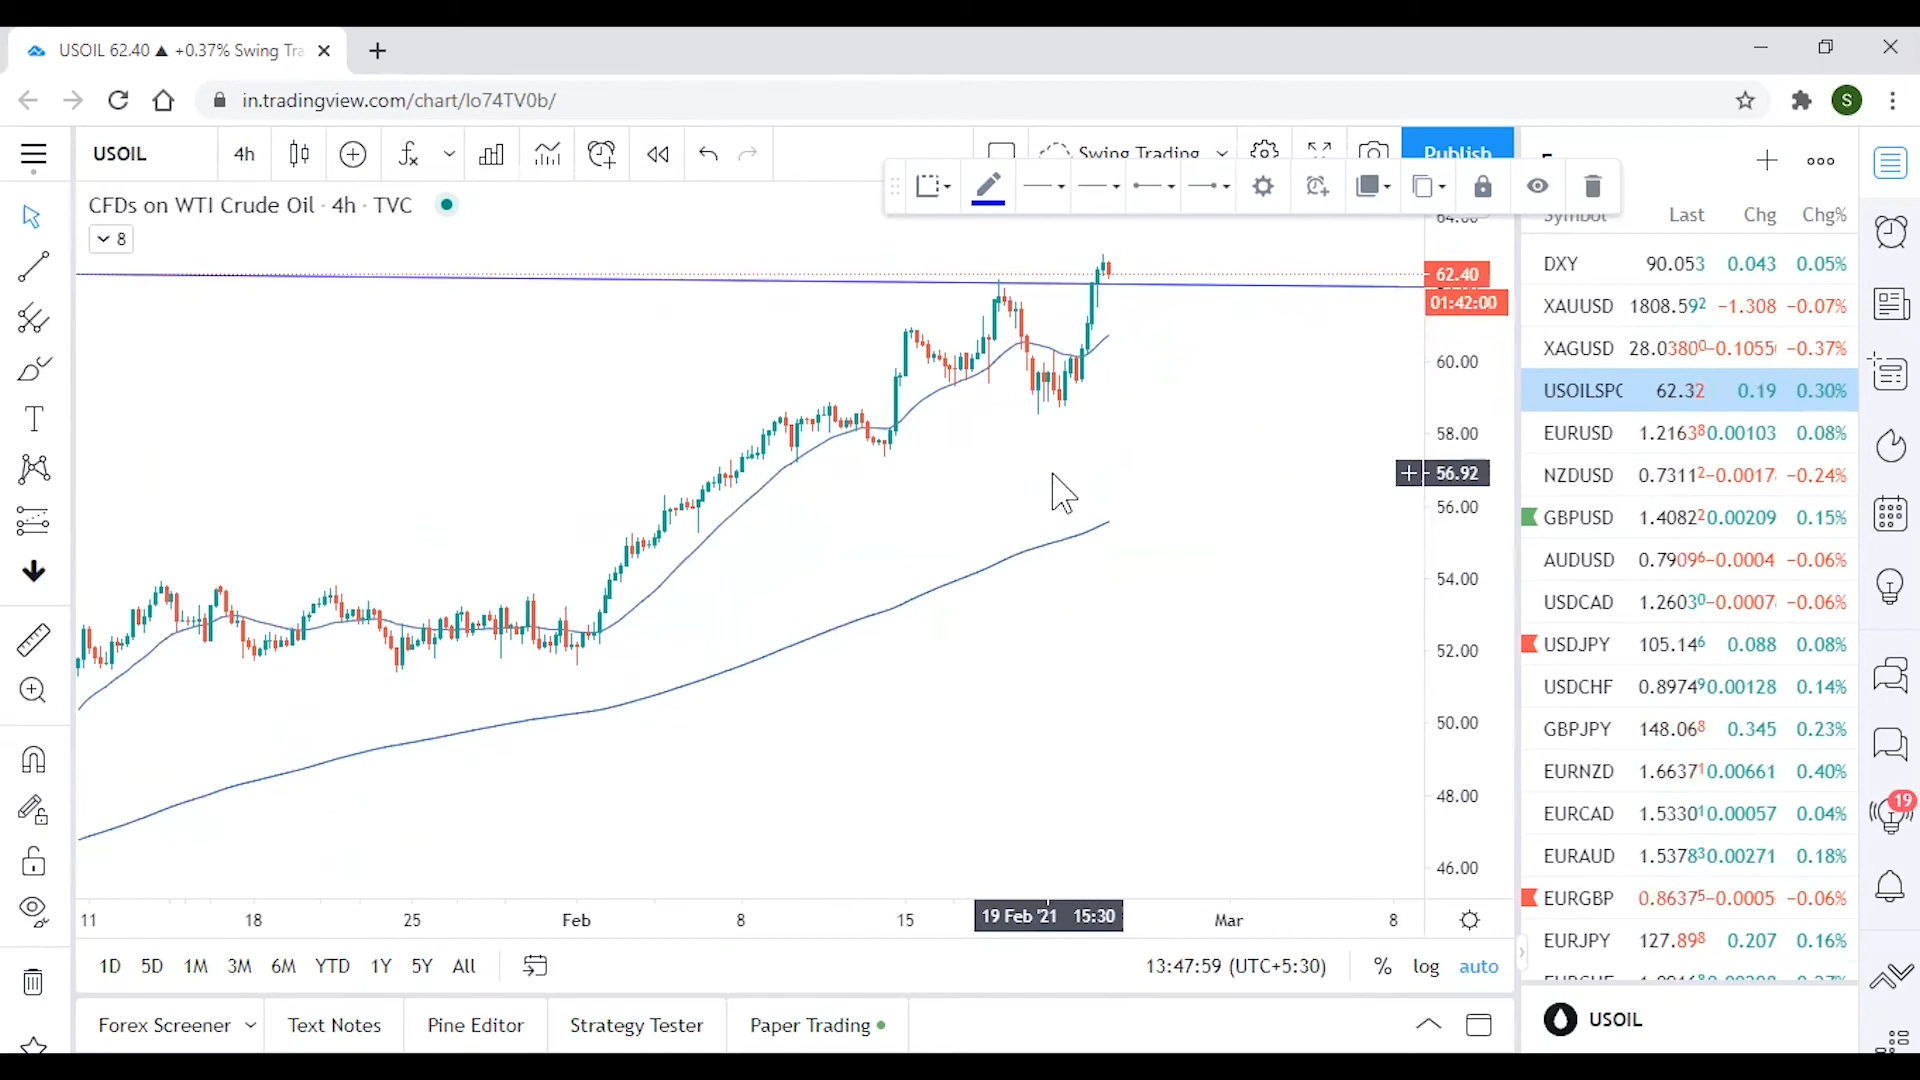 USOIL 62.40 ▲ +0.37% Swing Tra
in.tradingview.com/chart/lo74TV0b/
S
USOIL 4h Swing Trading Publish
CFDs on WTI Crude Oil · 4h · TVC
8
64.00
62.40
01:42:00
60.00
58.00
56.92
56.00
54.00
52.00
50.00
48.00
46.00
11 18 25 Feb 8 15 19 Feb '21 15:30 Mar 8
1D 5D 1M 3M 6M YTD 1Y 5Y All 13:47:59 (UTC+5:30) % log auto
Forex Screener Text Notes Pine Editor Strategy Tester Paper Trading
Symbol Last Chg Chg%
DXY 90.053 0.043 0.05%
XAUUSD 1808.592 −1.308 −0.07%
XAGUSD 28.03800 −0.1055 −0.37%
USOILSPO 62.32 0.19 0.30%
EURUSD 1.21638 0.00103 0.08%
NZDUSD 0.73112 −0.0017 −0.24%
GBPUSD 1.40822 0.00209 0.15%
AUDUSD 0.79096 −0.0004 −0.06%
USDCAD 1.26030 −0.0007 −0.06%
USDJPY 105.146 0.088 0.08%
USDCHF 0.89749 0.00128 0.14%
GBPJPY 148.068 0.345 0.23%
EURNZD 1.66371 0.00661 0.40%
EURCAD 1.53301 0.00057 0.04%
EURAUD 1.53783 0.00271 0.18%
EURGBP 0.86375 −0.0005 −0.06%
EURJPY 127.898 0.207 0.16%
USOIL
19